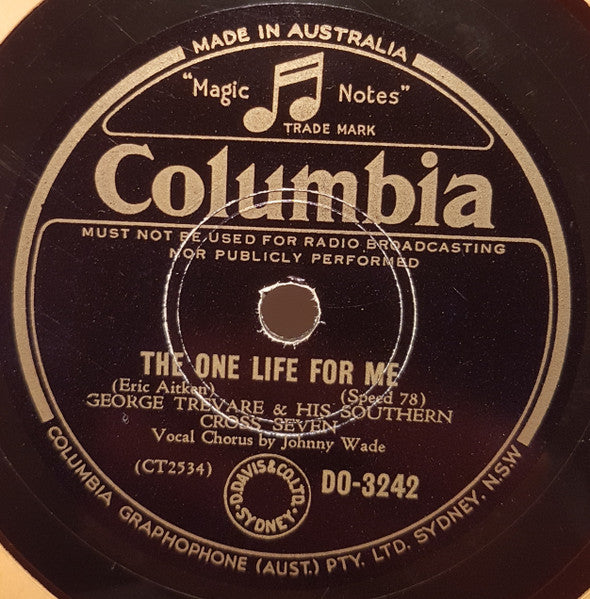 MADE IN AUSTRALIA
"Magic Notes"
TRADE MARK
Columbia
MUST NOT BE USED FOR RADIO BROADCASTING
NOR PUBLICLY PERFORMED
THE ONE LIFE FOR ME
(Eric Aitken) (Speed 78)
GEORGE TREVARE & HIS SOUTHERN
CROSS SEVEN
Vocal Chorus by Johnny Wade
(CT2534) DO-3242
D.DAVIS&CO.LTD. SYDNEY.
COLUMBIA GRAPHOPHONE (AUST.) PTY. LTD. SYDNEY, N.S.W